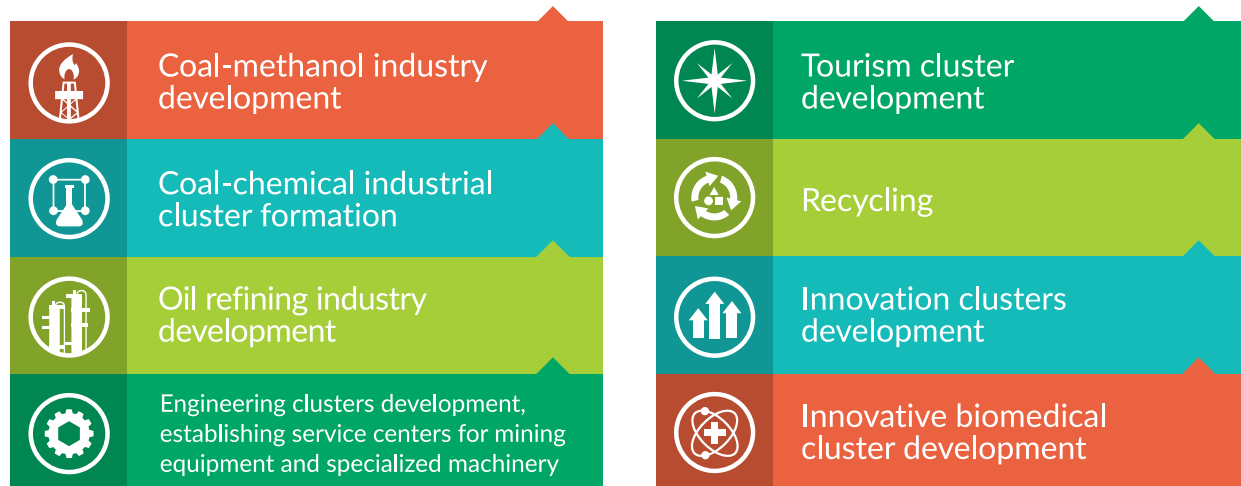 Coal-methanol industry
development
Coal-chemical industrial
cluster formation
Oil refining industry
development
Engineering clusters development,
establishing service centers for mining
equipment and specialized machinery
Tourism cluster
development
Recycling
Innovation clusters
development
Innovative biomedical
cluster development